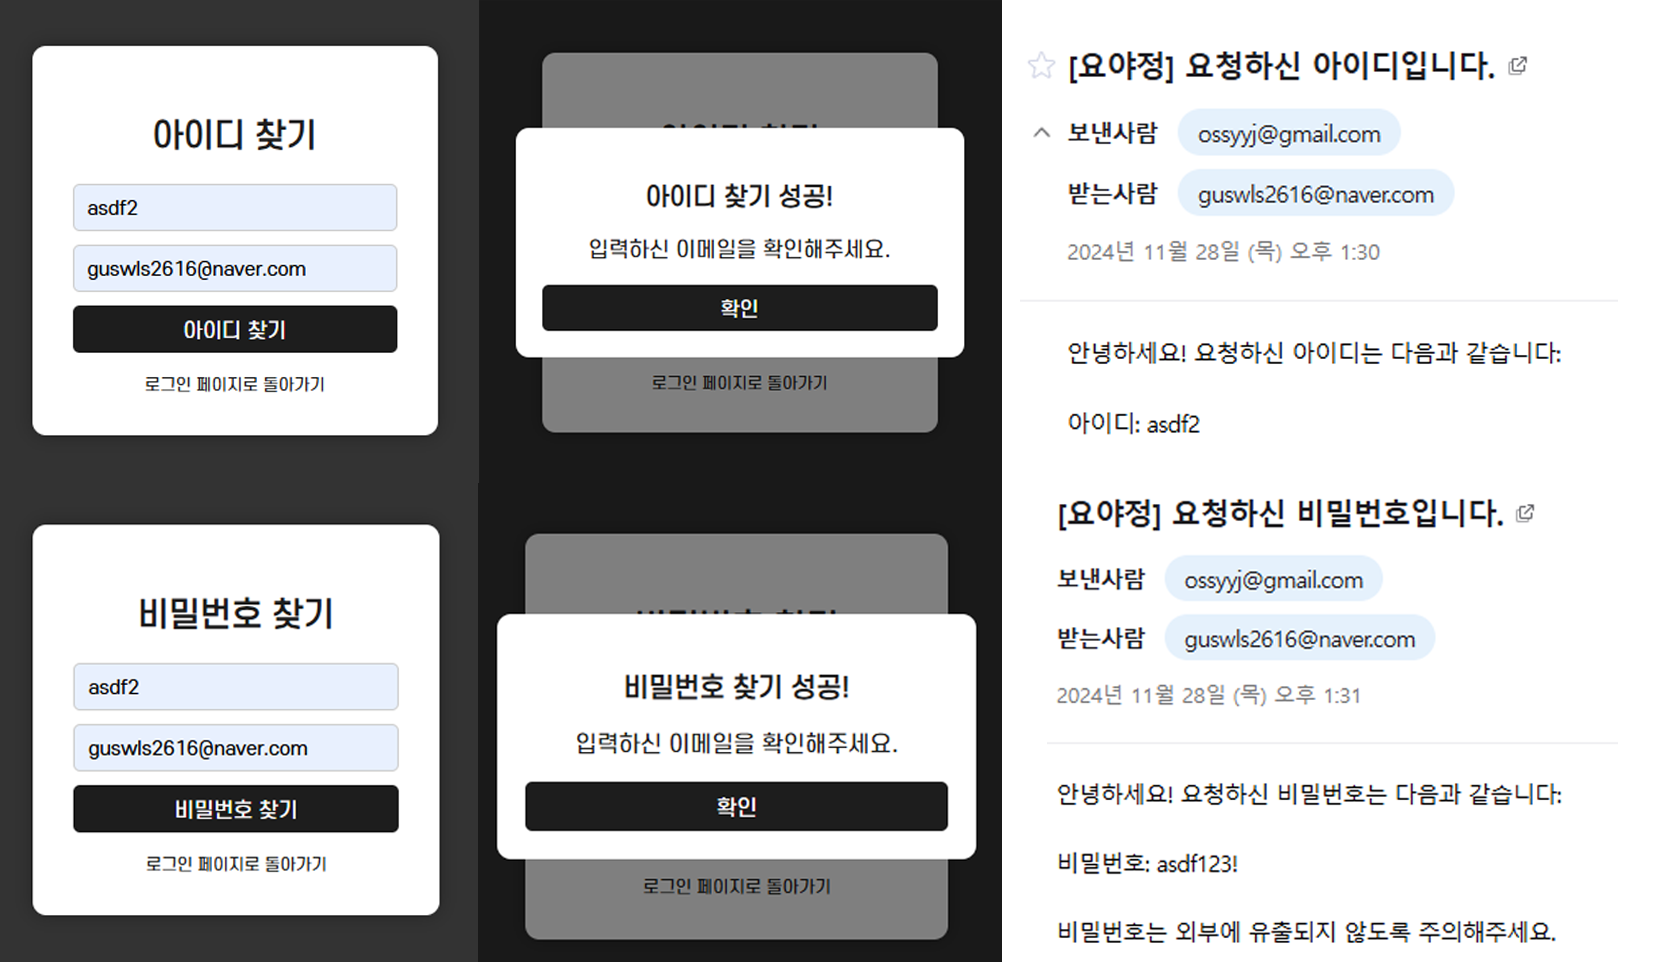 아이디 찾기
asdf2
guswls2616@naver.com
아이디 찾기
로그인 페이지로 돌아가기
아이디 찾기 성공!
입력하신 이메일을 확인해주세요.
확인
로그인 페이지로 돌아가기
[요야정] 요청하신 아이디입니다.
보낸사람 ossyyj@gmail.com
받는사람 guswls2616@naver.com
2024년 11월 28일 (목) 오후 1:30
안녕하세요! 요청하신 아이디는 다음과 같습니다:
아이디: asdf2
비밀번호 찾기
asdf2
guswls2616@naver.com
비밀번호 찾기
로그인 페이지로 돌아가기
비밀번호 찾기 성공!
입력하신 이메일을 확인해주세요.
확인
로그인 페이지로 돌아가기
[요야정] 요청하신 비밀번호입니다.
보낸사람 ossyyj@gmail.com
받는사람 guswls2616@naver.com
2024년 11월 28일 (목) 오후 1:31
안녕하세요! 요청하신 비밀번호는 다음과 같습니다:
비밀번호: asdf123!
비밀번호는 외부에 유출되지 않도록 주의해주세요.